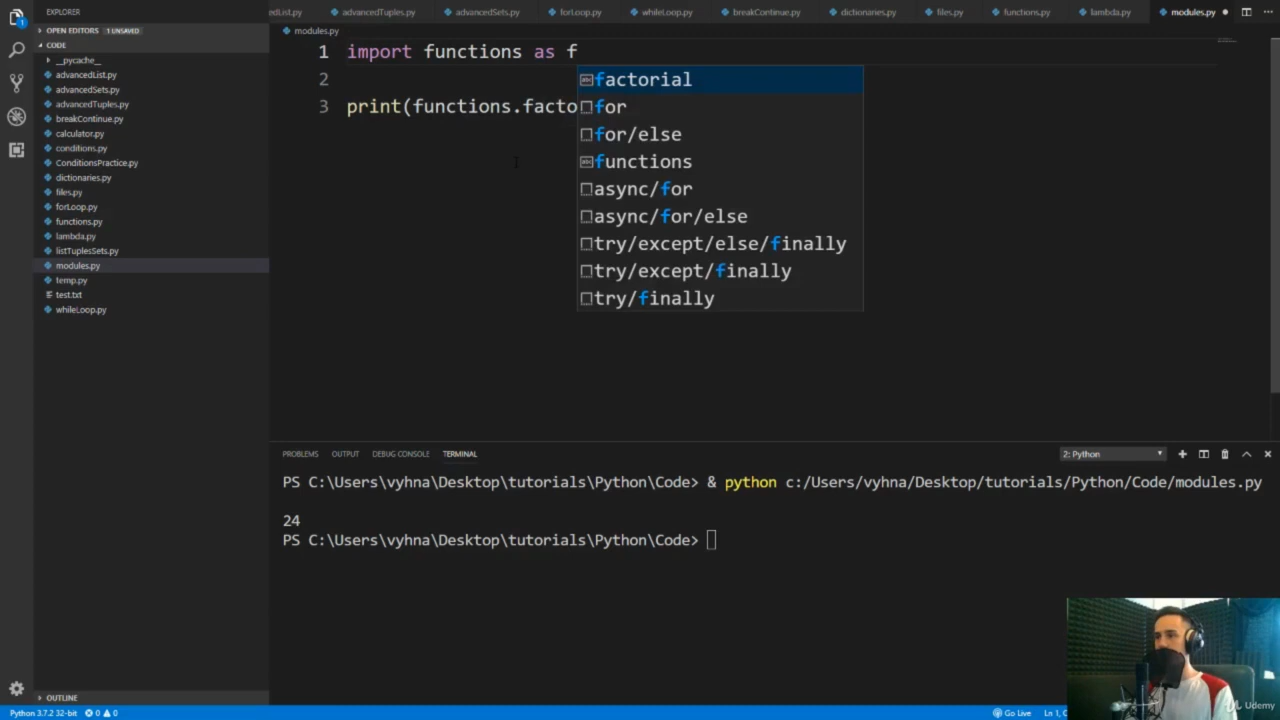 EXPLORER
OPEN EDITORS 1 UNSAVED
CODE
__pycache__
advancedList.py
advancedSets.py
advancedTuples.py
breakContinue.py
calculator.py
conditions.py
ConditionsPractice.py
dictionaries.py
files.py
forLoop.py
functions.py
lambda.py
listTuplesSets.py
modules.py
temp.py
test.txt
whileLoop.py
OUTLINE
edList.py advancedTuples.py advancedSets.py forLoop.py whileLoop.py breakContinue.py dictionaries.py files.py functions.py lambda.py modules.py
modules.py
1 import functions as f
2
3 print(functions.facto
factorial
for
for/else
functions
async/for
async/for/else
try/except/else/finally
try/except/finally
try/finally
PROBLEMS OUTPUT DEBUG CONSOLE TERMINAL 2: Python
PS C:\Users\vyhna\Desktop\tutorials\Python\Code> & python c:/Users/vyhna/Desktop/tutorials/Python/Code/modules.py
24
PS C:\Users\vyhna\Desktop\tutorials\Python\Code>
Python 3.7.2 32-bit 0 0 Go Live Ln 1,
Udemy